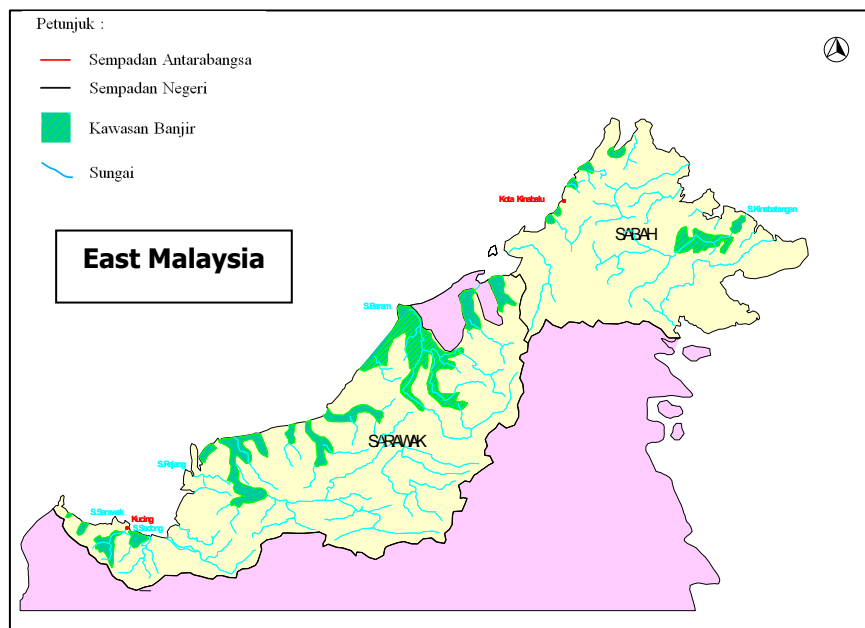 Petunjuk :
Sempadan Antarabangsa
Sempadan Negeri
Kawasan Banjir
Sungai
East Malaysia
Kota Kinabalu
S.Kinabatangan
SABAH
S.Baram
SARAWAK
S.Rajang
S.Sarawak
Kucing
S.Sadong